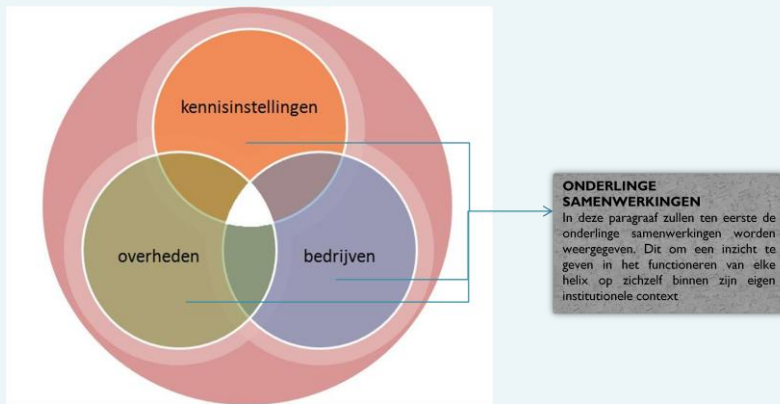 kennisinstellingen
overheden
bedrijven
ONDERLINGE
SAMENWERKINGEN
In deze paragraaf zullen ten eerste de
onderlinge samenwerkingen worden
weergegeven. Dit om een inzicht te
geven in het functioneren van elke
helix op zichzelf binnen zijn eigen
institutionele context